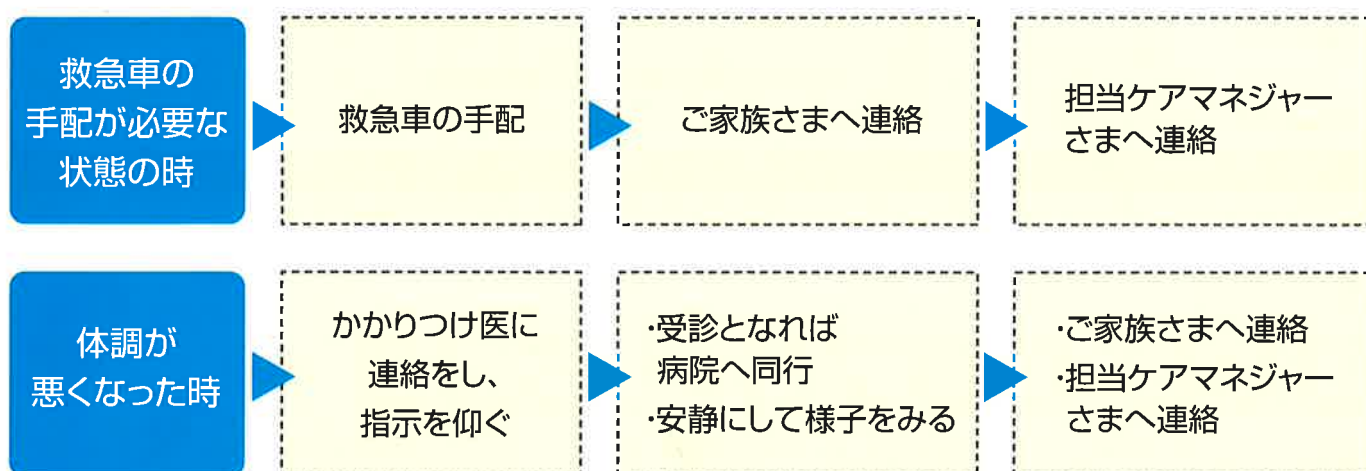 救急車の
手配が必要な
状態の時
救急車の手配
ご家族さまへ連絡
担当ケアマネジャー
さまへ連絡
体調が
悪くなった時
かかりつけ医に
連絡をし、
指示を仰ぐ
・受診となれば
病院へ同行
・安静にして様子をみる
・ご家族さまへ連絡
・担当ケアマネジャー
さまへ連絡